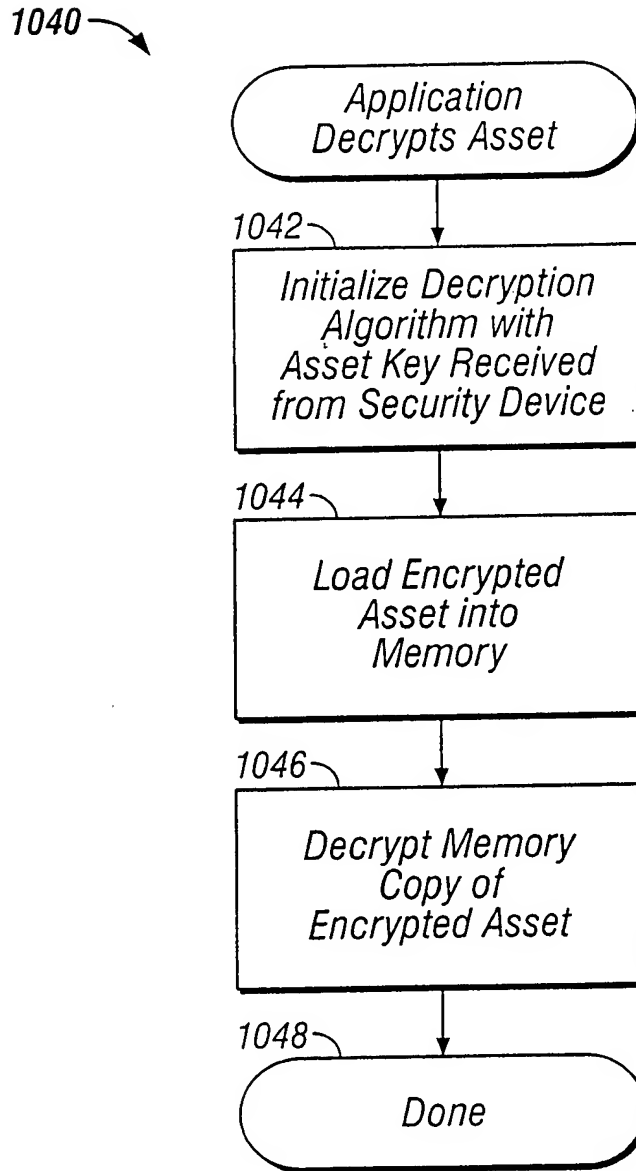 1040
Application
Decrypts Asset
1042
Initialize Decryption
Algorithm with
Asset Key Received
from Security Device
1044
Load Encrypted
Asset into
Memory
1046
Decrypt Memory
Copy of
Encrypted Asset
1048
Done